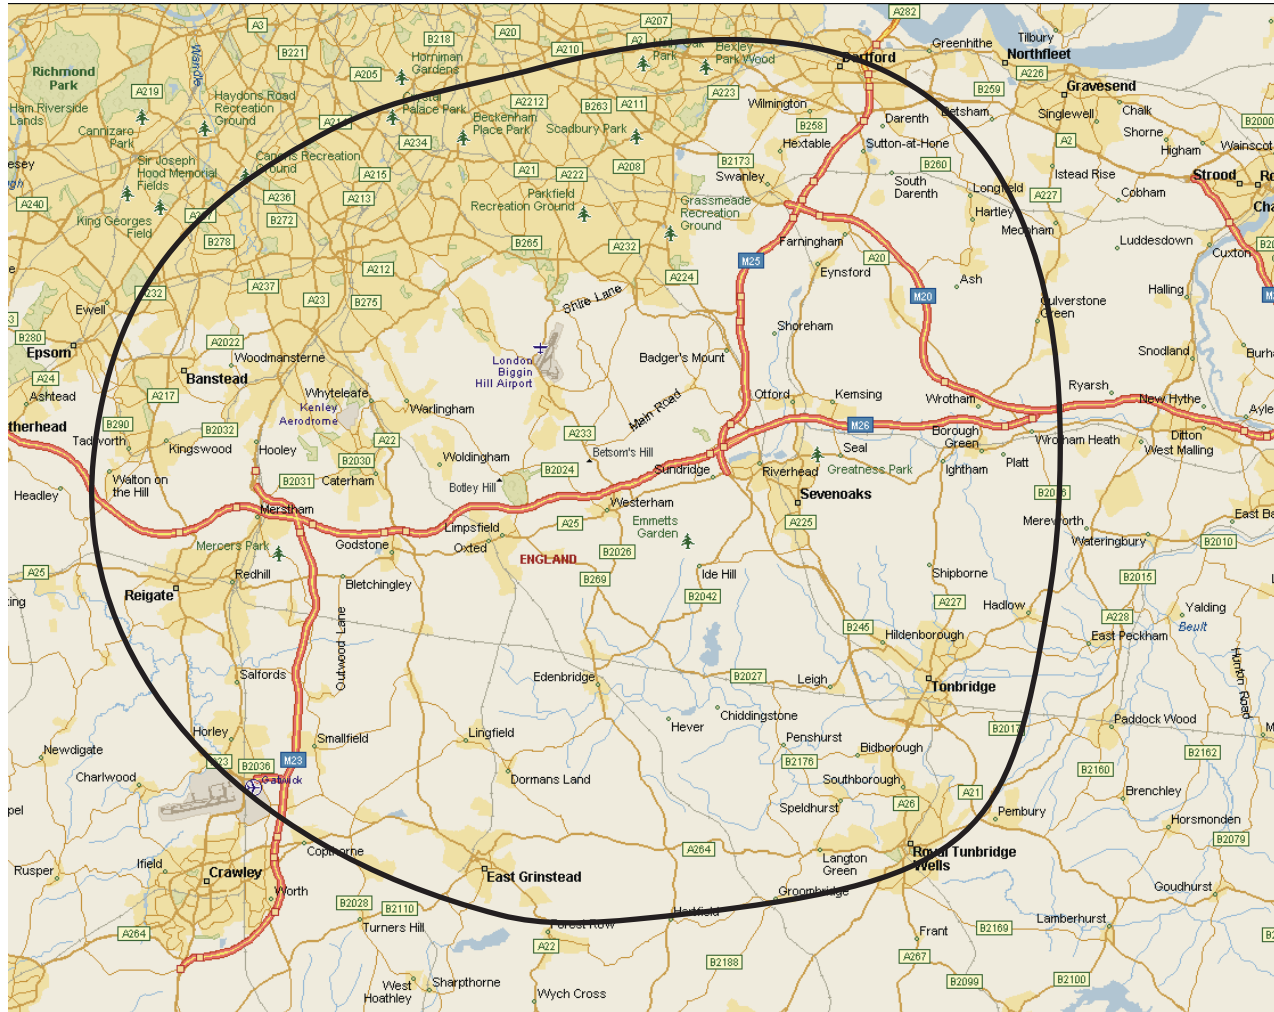 A282
A3
A207
A20
A2
B218
A210
B221
Tilbury
Greenhithe
Northfleet
Bexley
Park Wood
Dartford
Horniman
Gardens
Wandle
Richmond
Park
A205
A226
Gravesend
B259
A219
A223
Wilmington
Haydons Road
Recreation
Ground
Crystal
Palace Park
A2212
B263
A211
Ham Riverside
Lands
Betsham
Singlewell
Chalk
Darenth
B258
Beckenham
Place Park
Scadbury Park
B2000
Cannizaro
Park
A214
Shorne
A2
A234
Hextable
Sutton-at-Hone
Higham
Wainscot
Sir Joseph
Hood Memorial
Fields
Canons Recreation
Ground
B2173
B260
A21
A222
A208
A215
Swanley
South
Darenth
Istead Rise
Strood
Longfield
A227
Cobham
Parkfield
Recreation Ground
Grassmeade
Recreation
Ground
A236
A213
A240
King Georges
Field
B272
Hartley
Meopham
B278
B265
A232
Farningham
Luddesdown
Cuxton
M25
A20
A212
Eynsford
A224
Ash
A237
A232
A23
B275
M20
Shire Lane
Halling
Culverstone
Green
Ewell
Shoreham
B280
A2022
Epsom
Woodmansterne
London
Biggin
Hill Airport
Badger's Mount
Snodland
A24
Banstead
Ashtead
A217
Whyteleafe
Kenley
Aerodrome
Warlingham
Main Road
Otford
Kemsing
Wrotham
Ryarsh
New Hythe
B290
B2032
A233
M26
Tadworth
Kingswood
Hooley
A22
Borough
Green
Wrotham Heath
Ditton
West Malling
Betsom's Hill
Seal
B2030
Woldingham
B2024
Sundridge
Riverhead
Greatness Park
Ightham
Platt
Walton on
the Hill
B2031
Caterham
Botley Hill
Headley
Sevenoaks
B2016
Merstham
Westerham
Limpsfield
A25
Emmetts
Garden
A225
Mereworth
East Ba
Mercers Park
Godstone
Oxted
ENGLAND
B2026
Wateringbury
B2010
A25
Redhill
Bletchingley
B269
Ide Hill
Shipborne
B2015
Reigate
B2042
A227
Hadlow
A228
Yalding
Beult
B245
Hildenborough
East Peckham
Outwood Lane
Hunton Road
Salfords
Edenbridge
B2027
Leigh
Tonbridge
Hever
Chiddingstone
B2017
Paddock Wood
Horley
Smallfield
Lingfield
Penshurst
Bidborough
B2162
Newdigate
A23
B2036
M23
B2176
B2160
Charlwood
Gatwick
Dormans Land
Southborough
Speldhurst
A26
A21
Brenchley
Pembury
Horsmonden
B2079
Copthorne
A264
Langton
Green
Royal Tunbridge
Wells
Ifield
Rusper
Crawley
East Grinstead
Worth
Groombridge
Goudhurst
B2028
B2110
Hartfield
Turners Hill
Forest Row
Lamberhurst
A264
A22
Frant
B2169
A267
B2188
B2099
B2100
West
Hoathley
Sharpthorne
Wych Cross